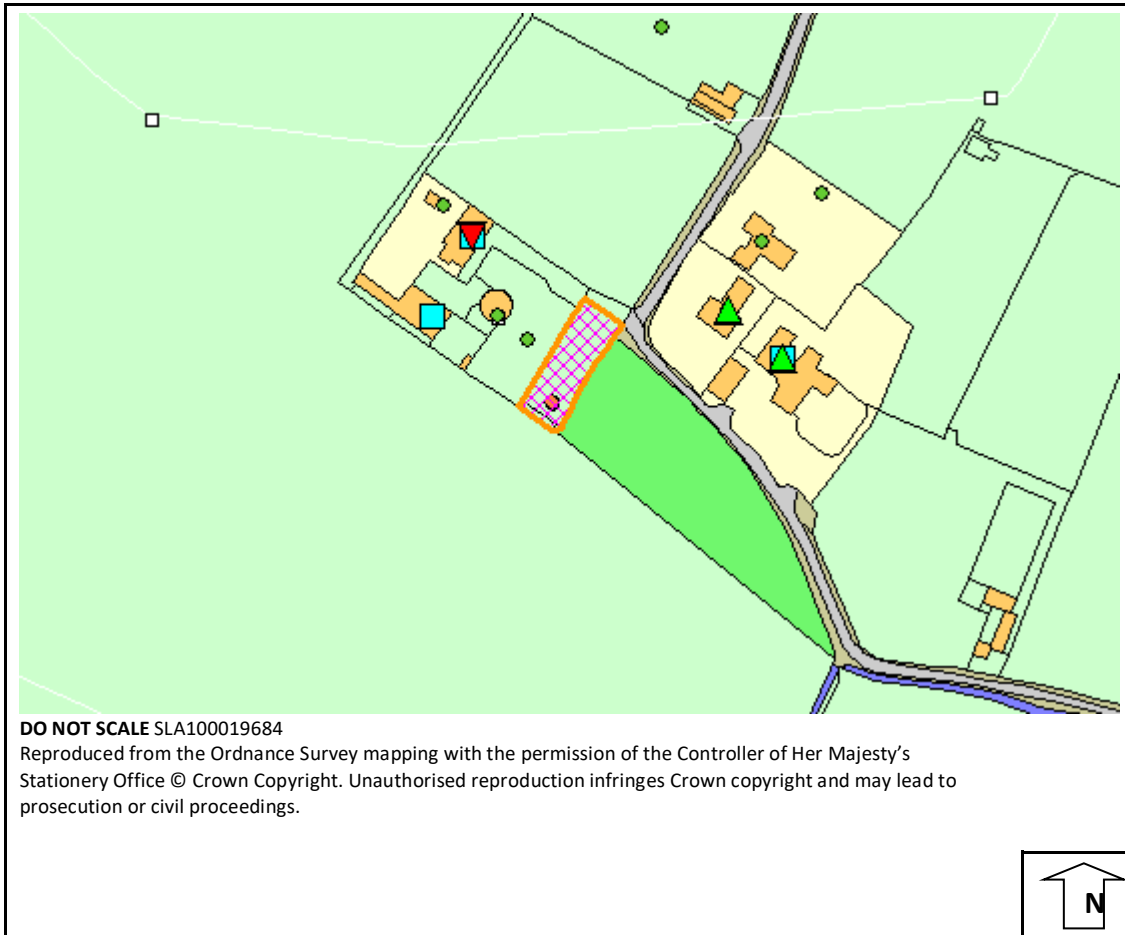 DO NOT SCALE SLA100019684
Reproduced from the Ordnance Survey mapping with the permission of the Controller of Her Majesty's
Stationery Office © Crown Copyright. Unauthorised reproduction infringes Crown copyright and may lead to
prosecution or civil proceedings.
N